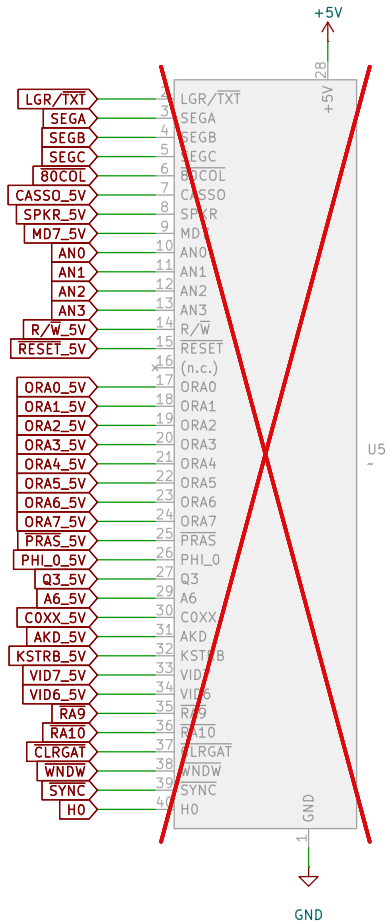 +5V
28
+5V
LGR/TXT 2 LGR/TXT
SEGA 3 SEGA
SEGB 4 SEGB
SEGC 5 SEGC
80COL 6 80COL
CASSO_5V 7 CASSO
SPKR_5V 8 SPKR
MD7_5V 9 MD7
AN0 10 AN0
AN1 11 AN1
AN2 12 AN2
AN3 13 AN3
R/W_5V 14 R/W
RESET_5V 15 RESET
16 (n.c.)
ORA0_5V 17 ORA0
ORA1_5V 18 ORA1
ORA2_5V 19 ORA2
ORA3_5V 20 ORA3
U5
ORA4_5V 21 ORA4
~
ORA5_5V 22 ORA5
ORA6_5V 23 ORA6
ORA7_5V 24 ORA7
PRAS_5V 25 PRAS
PHI_0_5V 26 PHI_0
Q3_5V 27 Q3
A6_5V 29 A6
C0XX_5V 30 C0XX
AKD_5V 31 AKD
KSTRB_5V 32 KSTRB
VID7_5V 33 VID7
VID6_5V 34 VID6
RA9 35 RA9
RA10 36 RA10
CLRGAT 37 CLRGAT
WNDW 38 WNDW
SYNC 39 SYNC
H0 40 H0
GND
1
GND